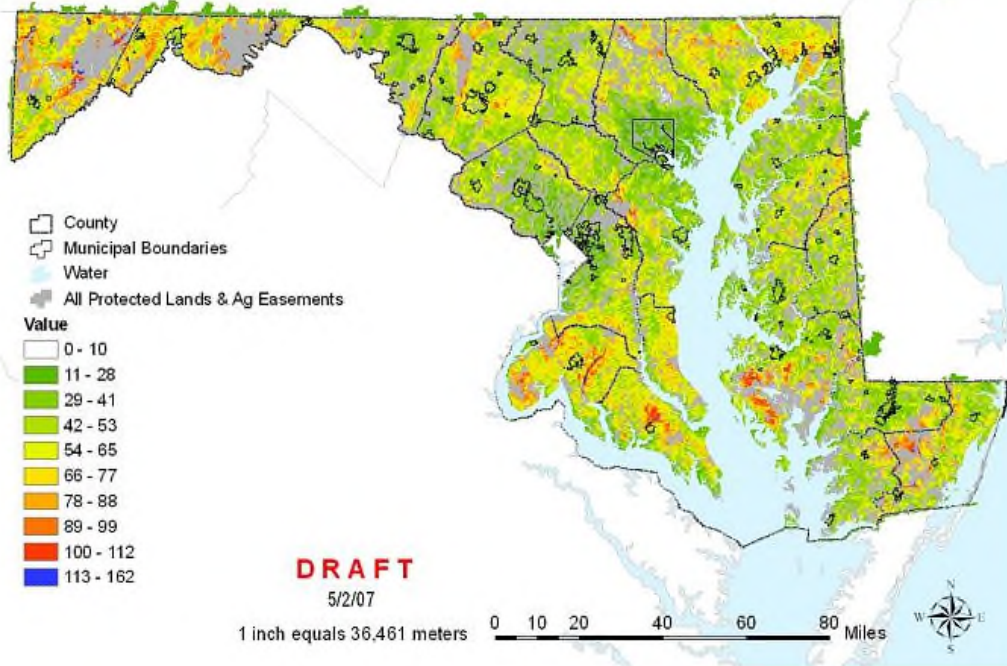 County
Municipal Boundaries
Water
All Protected Lands & Ag Easements
Value
0 - 10
11 - 28
29 - 41
42 - 53
54 - 65
66 - 77
78 - 88
89 - 99
100 - 112
113 - 162
DRAFT
5/2/07
1 inch equals 36,461 meters
0 10 20 40 60 80 Miles
N
W E
S